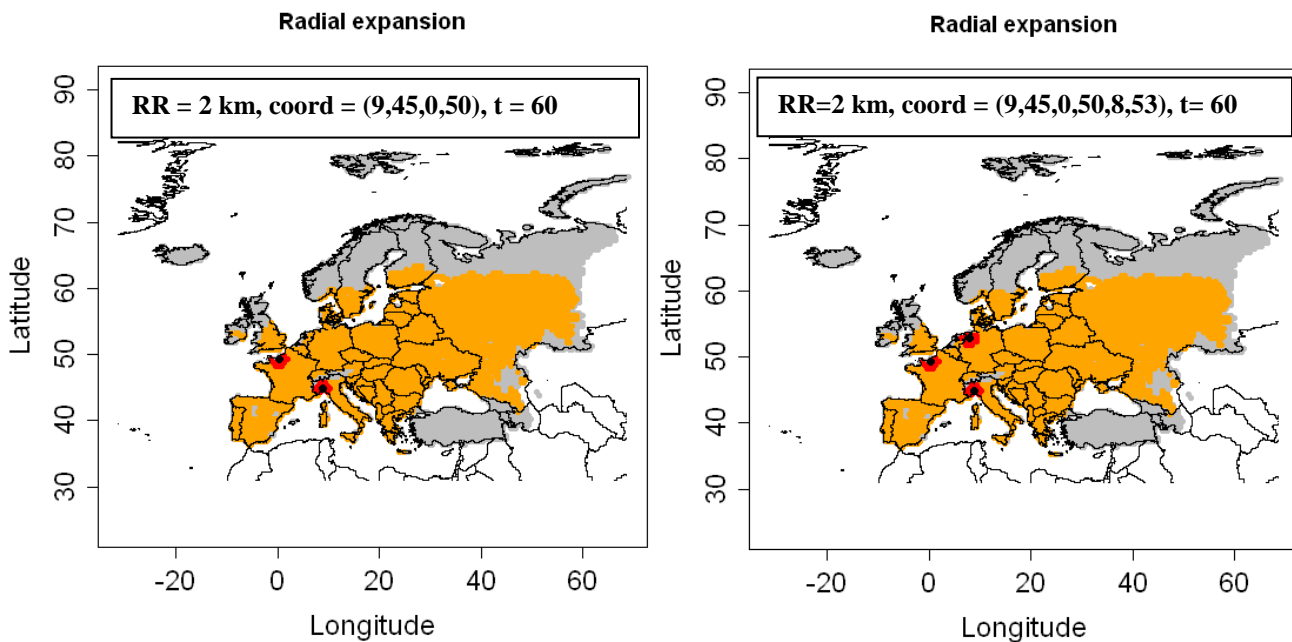 Radial expansion
RR = 2 km, coord = (9,45,0,50), t = 60
90
80
70
60
50
40
30
Latitude
-20 0 20 40 60
Longitude
Radial expansion
RR=2 km, coord = (9,45,0,50,8,53), t= 60
90
80
70
60
50
40
30
Latitude
-20 0 20 40 60
Longitude